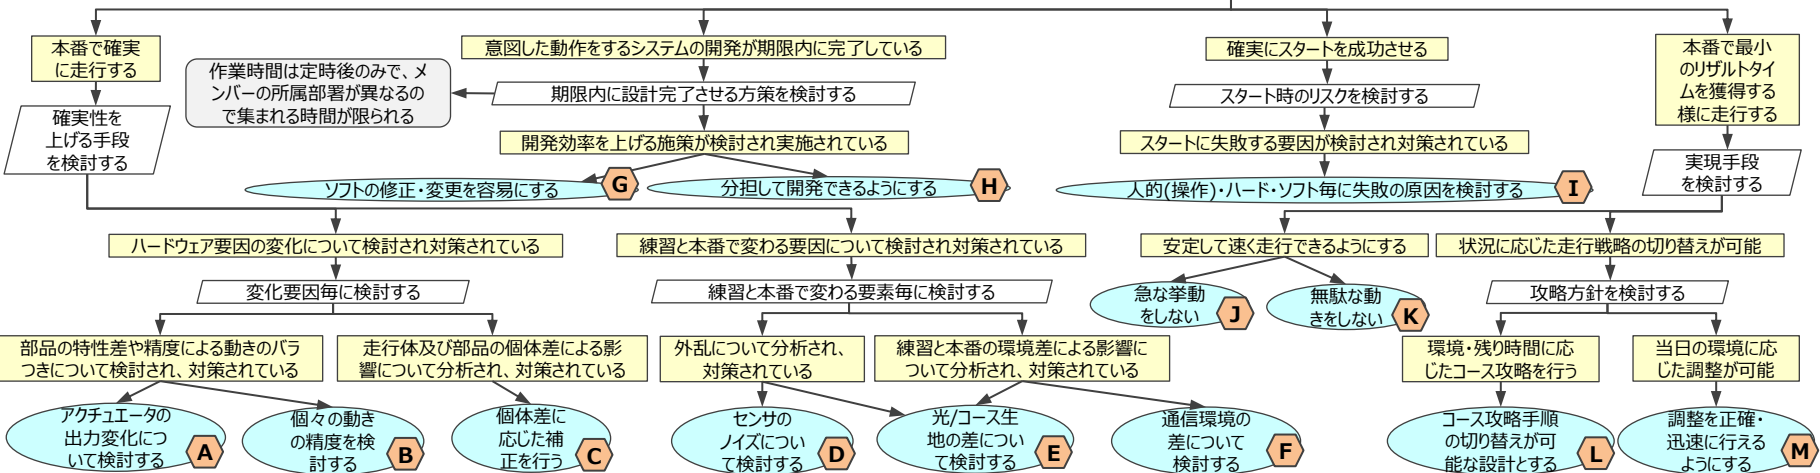 本番で確実
に走行する
意図した動作をするシステムの開発が期限内に完了している
確実にスタートを成功させる
本番で最小
のリザルトタイ
ムを獲得する
様に走行する
作業時間は定時後のみで、メ
ンバーの所属部署が異なるの
で集まれる時間が限られる
期限内に設計完了させる方策を検討する
スタート時のリスクを検討する
確実性を
上げる手段
を検討する
開発効率を上げる施策が検討され実施されている
スタートに失敗する要因が検討され対策されている
実現手段
を検討する
ソフトの修正・変更を容易にする
G
分担して開発できるようにする
H
人的(操作)・ハード・ソフト毎に失敗の原因を検討する
I
ハードウェア要因の変化について検討され対策されている
練習と本番で変わる要因について検討され対策されている
安定して速く走行できるようにする
状況に応じた走行戦略の切り替えが可能
変化要因毎に検討する
練習と本番で変わる要素毎に検討する
急な挙動
をしない
J
無駄な動
きをしない
K
攻略方針を検討する
部品の特性差や精度による動きのバラ
つきについて検討され、対策されている
走行体及び部品の個体差による影
響について分析され、対策されている
外乱について分析され、
対策されている
練習と本番の環境差による影響に
ついて分析され、対策されている
環境・残り時間に応
じたコース攻略を行う
当日の環境に応
じた調整が可能
アクチュエータの
出力変化につ
いて検討する
A
個々の動き
の精度を検
討する
B
個体差に
応じた補
正を行う
C
センサの
ノイズについ
て検討する
D
光/コース生
地の差につい
て検討する
E
通信環境の
差について
検討する
F
コース攻略手順
の切り替えが可
能な設計とする
L
調整を正確・
迅速に行える
ようにする
M